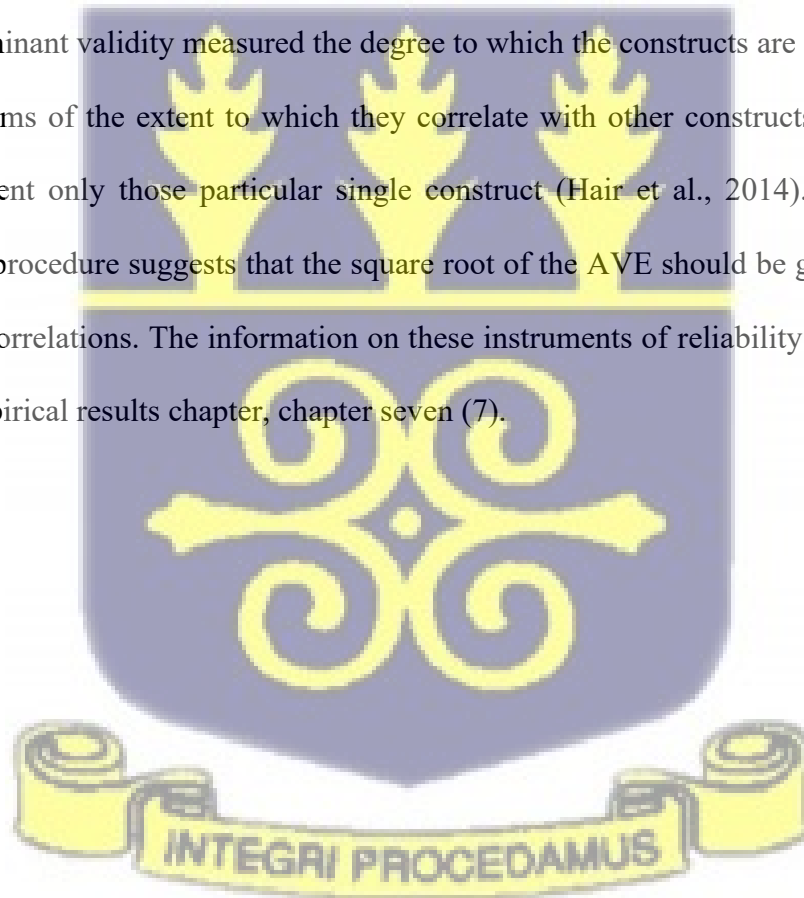 inant validity measured the degree to which the constructs are
ms of the extent to which they correlate with other constructs
ent only those particular single construct (Hair et al., 2014).
procedure suggests that the square root of the AVE should be g
orrelations. The information on these instruments of reliability
pirical results chapter, chapter seven (7).
INTEGRI PROCEDAMUS